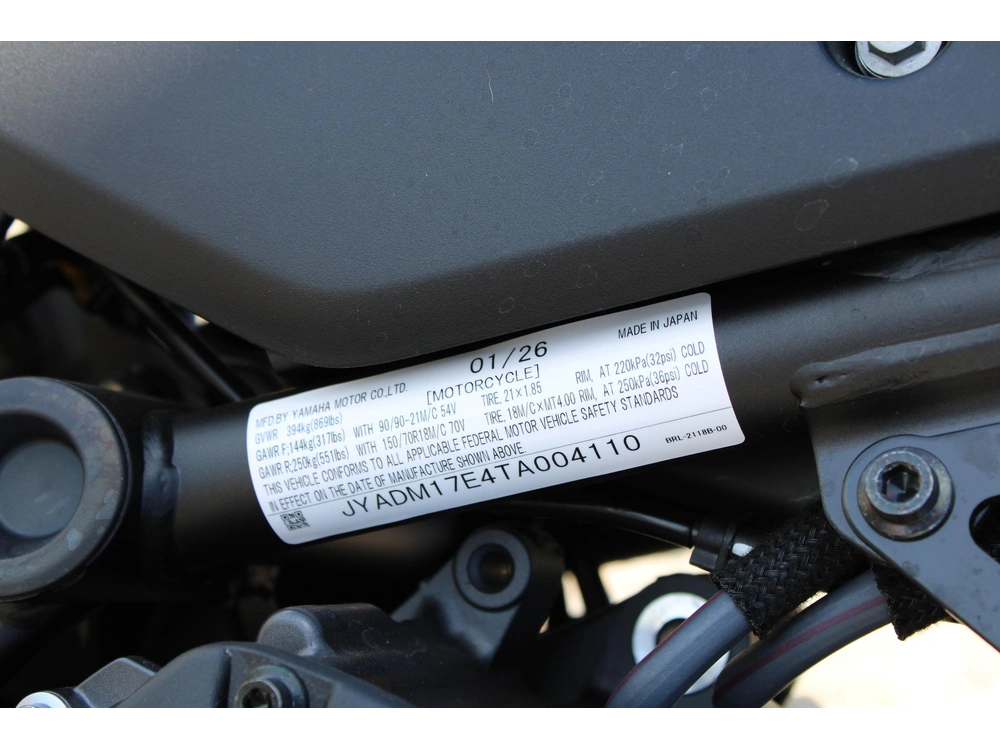 MFD.BY YAMAHA MOTOR CO.,LTD. 01/26 MADE IN JAPAN
GVWR 394kg(869lbs) [MOTORCYCLE]
GAWR F:144kg(317lbs) WITH 90/90-21M/C 54V TIRE, 21×1.85 RIM, AT 220kPa(32psi) COLD
GAWR R:250kg(551lbs) WITH 150/70R18M/C 70V TIRE, 18M/C×MT4.00 RIM, AT 250kPa(36psi) COLD
THIS VEHICLE CONFORMS TO ALL APPLICABLE FEDERAL MOTOR VEHICLE SAFETY STANDARDS
IN EFFECT ON THE DATE OF MANUFACTURE SHOWN ABOVE.
JYADM17E4TA004110 BRL-2118B-00